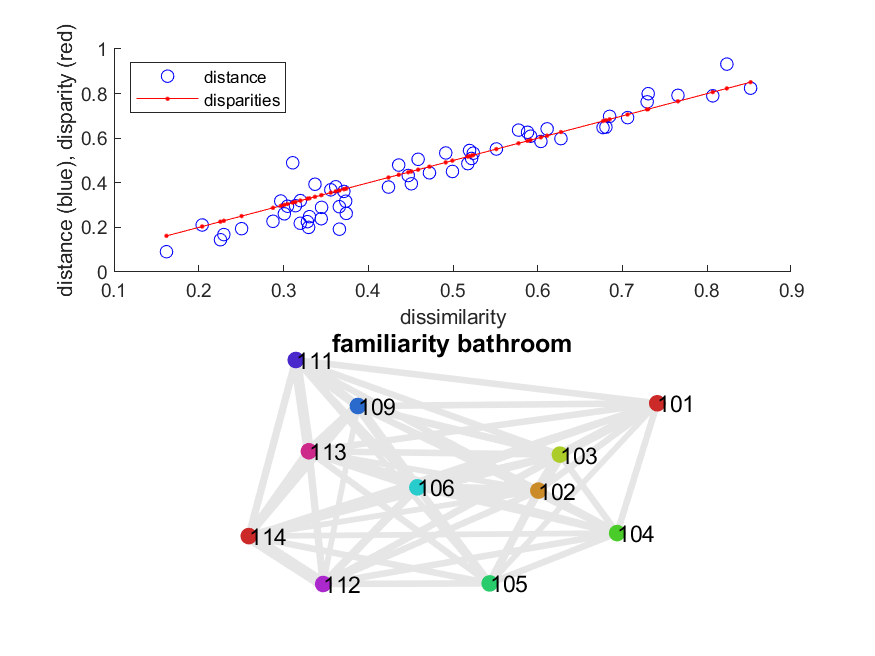 distance (blue), disparity (red)
1
0.8
0.6
0.4
0.2
0
distance
disparities
0.1 0.2 0.3 0.4 0.5 0.6 0.7 0.8 0.9
dissimilarity
familiarity bathroom
111
109
101
113
103
106
102
114
104
112
105